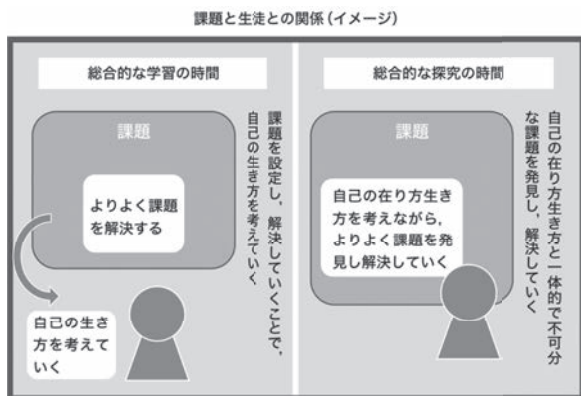 課題と生徒との関係(イメージ)
総合的な学習の時間
課題
よりよく課題
を解決する
自己の生き
方を考えて
いく
課題を設定し，解決していくことで，
自己の生き方を考えていく
総合的な探究の時間
課題
自己の在り方生き
方を考えながら，
よりよく課題を発
見し解決していく
自己の在り方生き方と一体的で不可分
な課題を発見し，解決していく